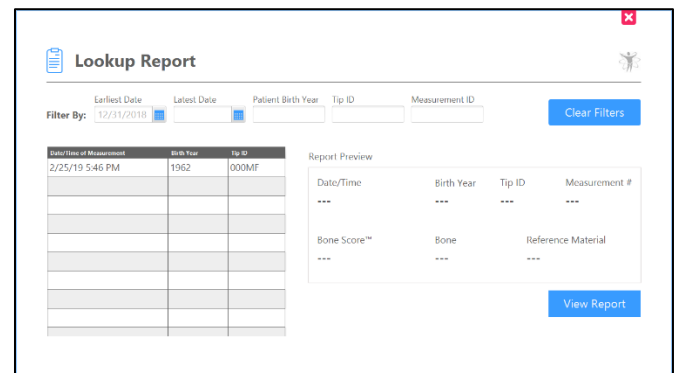 Lookup Report
Earliest Date Latest Date Patient Birth Year Tip ID Measurement ID
Filter By: 12/31/2018 Clear Filters
Date/Time of Measurement Birth Year Tip ID
2/25/19 5:46 PM 1962 000MF
Report Preview
Date/Time Birth Year Tip ID Measurement #
--- --- --- ---
Bone Score™ Bone Reference Material
--- --- ---
View Report